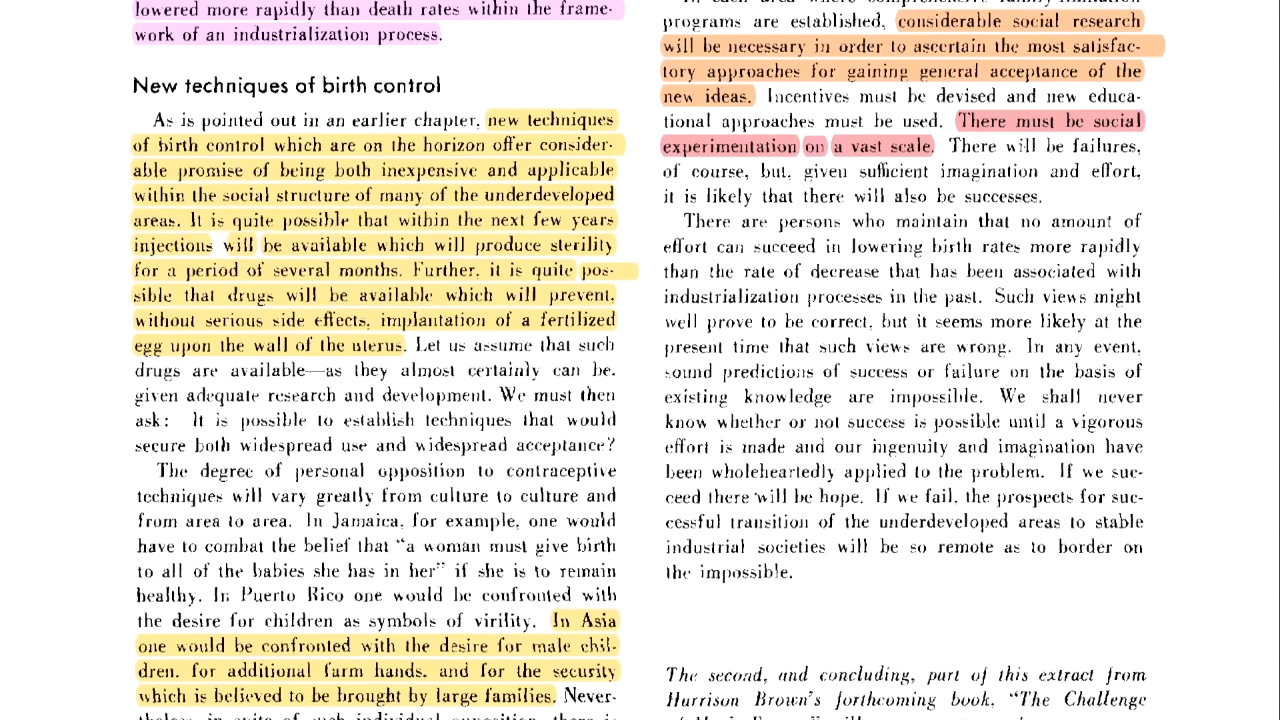 lowered more rapidly than death rates within the frame-
work of an industrialization process.
New techniques of birth control
As is pointed out in an earlier chapter, new techniques
of birth control which are on the horizon offer consider-
able promise of being both inexpensive and applicable
within the social structure of many of the underdeveloped
areas. It is quite possible that within the next few years
injections will be available which will produce sterility
for a period of several months. Further, it is quite pos-
sible that drugs will be available which will prevent,
without serious side effects, implantation of a fertilized
egg upon the wall of the uterus. Let us assume that such
drugs are available—as they almost certainly can be,
given adequate research and development. We must then
ask: It is possible to establish techniques that would
secure both widespread use and widespread acceptance?
The degree of personal opposition to contraceptive
techniques will vary greatly from culture to culture and
from area to area. In Jamaica, for example, one would
have to combat the belief that "a woman must give birth
to all of the babies she has in her" if she is to remain
healthy. In Puerto Rico one would be confronted with
the desire for children as symbols of virility. In Asia
one would be confronted with the desire for male chil-
dren, for additional farm hands, and for the security
which is believed to be brought by large families. Never-
programs are established, considerable social research
will be necessary in order to ascertain the most satisfac-
tory approaches for gaining general acceptance of the
new ideas. Incentives must be devised and new educa-
tional approaches must be used. There must be social
experimentation on a vast scale. There will be failures,
of course, but, given sufficient imagination and effort,
it is likely that there will also be successes.
There are persons who maintain that no amount of
effort can succeed in lowering birth rates more rapidly
than the rate of decrease that has been associated with
industrialization processes in the past. Such views might
well prove to be correct, but it seems more likely at the
present time that such views are wrong. In any event,
sound predictions of success or failure on the basis of
existing knowledge are impossible. We shall never
know whether or not success is possible until a vigorous
effort is made and our ingenuity and imagination have
been wholeheartedly applied to the problem. If we suc-
ceed there will be hope. If we fail, the prospects for suc-
cessful transition of the underdeveloped areas to stable
industrial societies will be so remote as to border on
the impossible.
The second, and concluding, part of this extract from
Harrison Brown's forthcoming book, "The Challenge